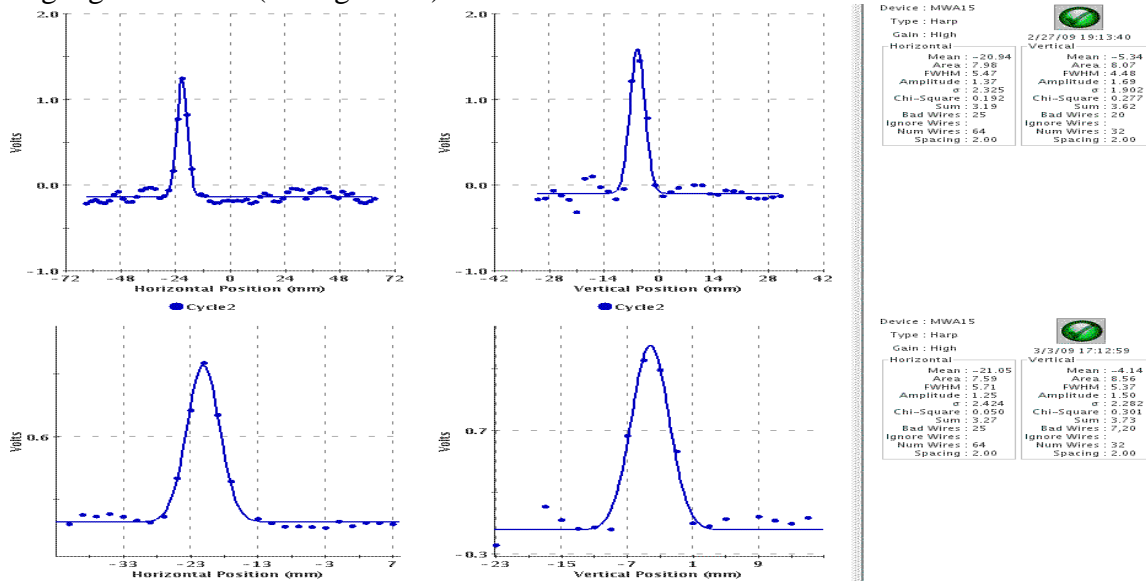 2.0
1.0
0.0
-1.0
Volts
-72 -48 -24 0 24 48 72
Horizontal Position (mm)
Cycle2
2.0
1.0
0.0
-1.0
Volts
-42 -28 -14 0 14 28 42
Vertical Position (mm)
Cycle2
Device : MWA15
Type : Harp
Gain : High
2/27/09 19:13:40
Horizontal
Mean : -20.94
Area : 7.98
FWHM : 5.47
Amplitude : 1.37
σ : 2.325
Chi-Square : 0.192
Sum : 3.19
Bad Wires : 25
Ignore Wires :
Num Wires : 64
Spacing : 2.00
Vertical
Mean : -5.34
Area : 8.07
FWHM : 4.48
Amplitude : 1.69
σ : 1.902
Chi-Square : 0.277
Sum : 3.62
Bad Wires : 20
Ignore Wires :
Num Wires : 32
Spacing : 2.00
0.6
Volts
-33 -23 -13 -3 7
Horizontal Position (mm)
0.7
-0.3
Volts
-23 -15 -7 1 9
Vertical Position (mm)
Device : MWA15
Type : Harp
Gain : High
3/3/09 17:12:59
Horizontal
Mean : -21.05
Area : 7.59
FWHM : 5.71
Amplitude : 1.25
σ : 2.424
Chi-Square : 0.050
Sum : 3.27
Bad Wires : 25
Ignore Wires :
Num Wires : 64
Spacing : 2.00
Vertical
Mean : -4.14
Area : 8.56
FWHM : 5.37
Amplitude : 1.50
σ : 2.282
Chi-Square : 0.301
Sum : 3.73
Bad Wires : 7,20
Ignore Wires :
Num Wires : 32
Spacing : 2.00